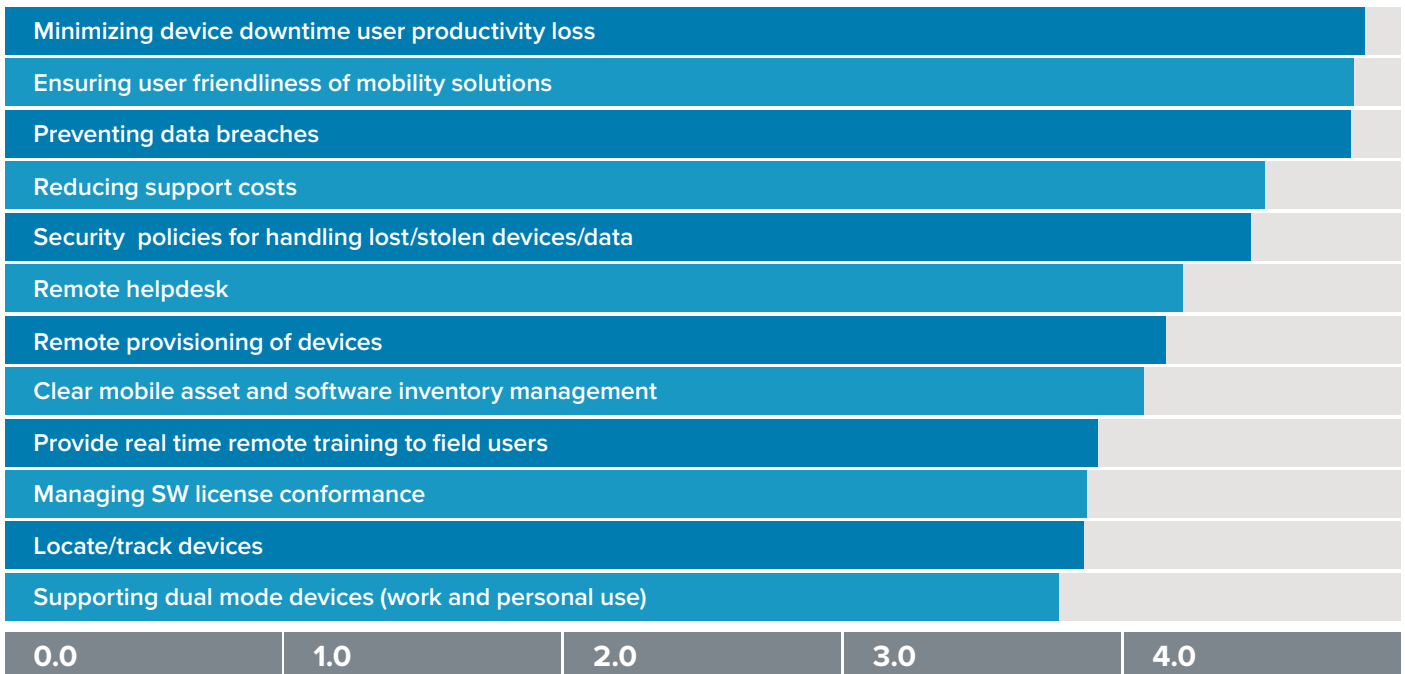 Minimizing device downtime user productivity loss
Ensuring user friendliness of mobility solutions
Preventing data breaches
Reducing support costs
Security  policies for handling lost/stolen devices/data
Remote helpdesk
Remote provisioning of devices
Clear mobile asset and software inventory management
Provide real time remote training to field users
Managing SW license conformance
Locate/track devices
Supporting dual mode devices (work and personal use)
0.0 1.0 2.0 3.0 4.0